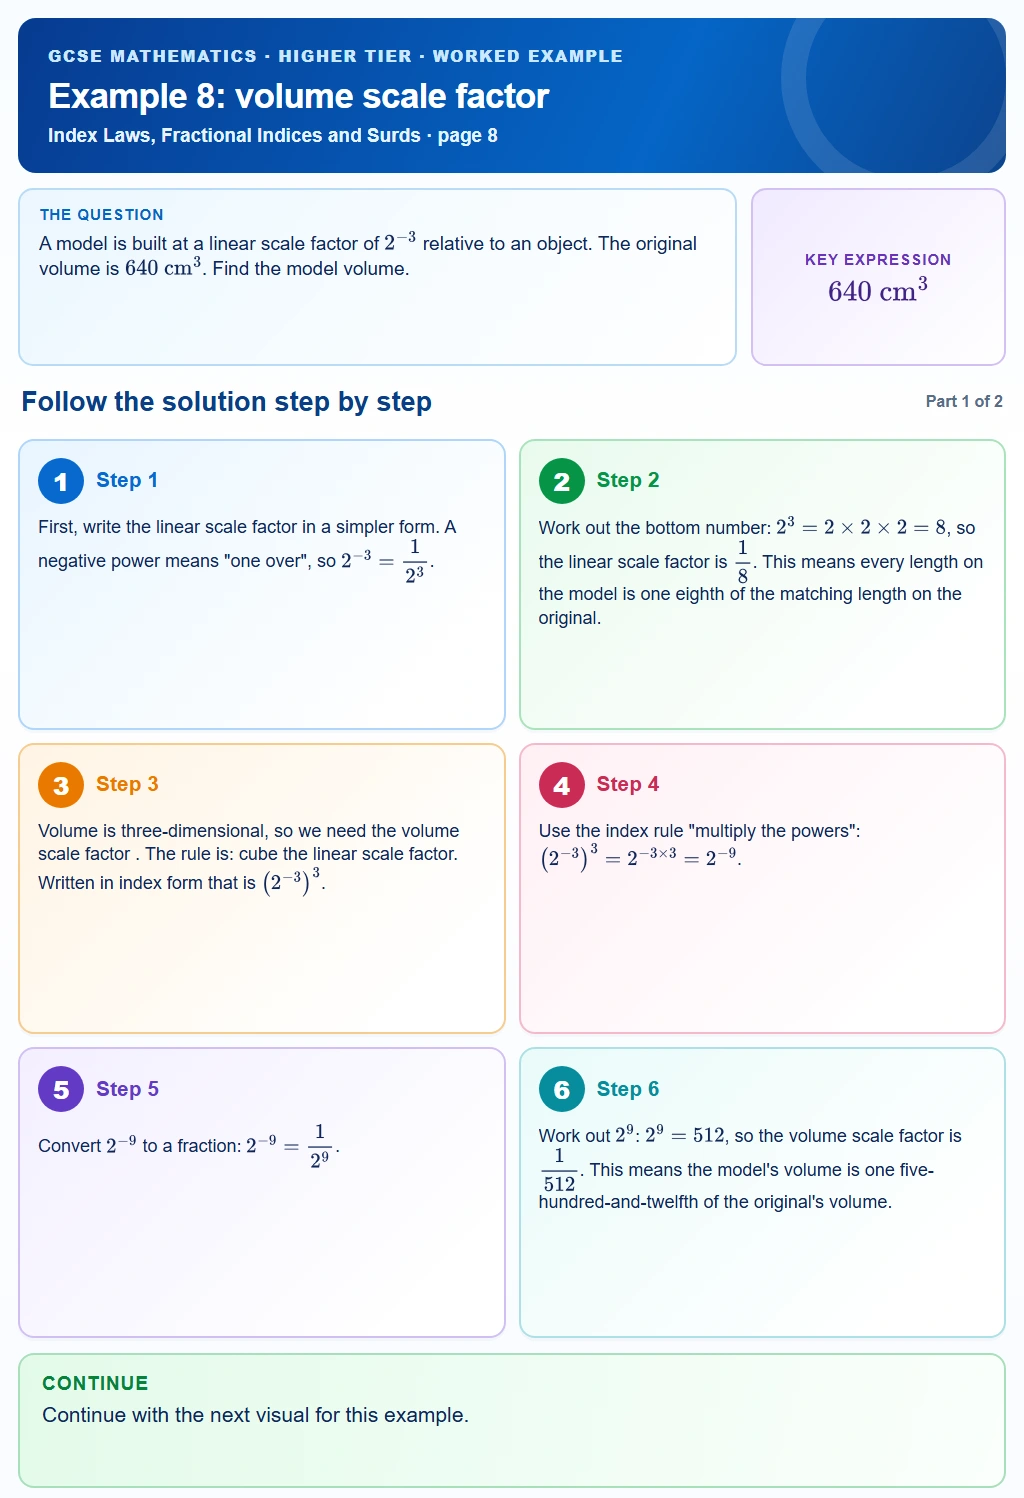 GCSE MATHEMATICS · HIGHER TIER · WORKED EXAMPLE
Example 8: volume scale factor
Index Laws, Fractional Indices and Surds · page 8
THE QUESTION
A model is built at a linear scale factor of 2⁻³ relative to an object. The original
volume is 640 cm³. Find the model volume.
KEY EXPRESSION
640 cm³
Follow the solution step by step
Part 1 of 2
1 Step 1
First, write the linear scale factor in a simpler form. A
negative power means "one over", so 2⁻³ = 1/2³.
2 Step 2
Work out the bottom number: 2³ = 2 × 2 × 2 = 8, so
the linear scale factor is 1/8. This means every length on
the model is one eighth of the matching length on the
original.
3 Step 3
Volume is three-dimensional, so we need the volume
scale factor . The rule is: cube the linear scale factor.
Written in index form that is (2⁻³)³.
4 Step 4
Use the index rule "multiply the powers":
(2⁻³)³ = 2⁻³ˣ³ = 2⁻⁹.
5 Step 5
Convert 2⁻⁹ to a fraction: 2⁻⁹ = 1/2⁹.
6 Step 6
Work out 2⁹: 2⁹ = 512, so the volume scale factor is
1/512. This means the model's volume is one five-
hundred-and-twelfth of the original's volume.
CONTINUE
Continue with the next visual for this example.